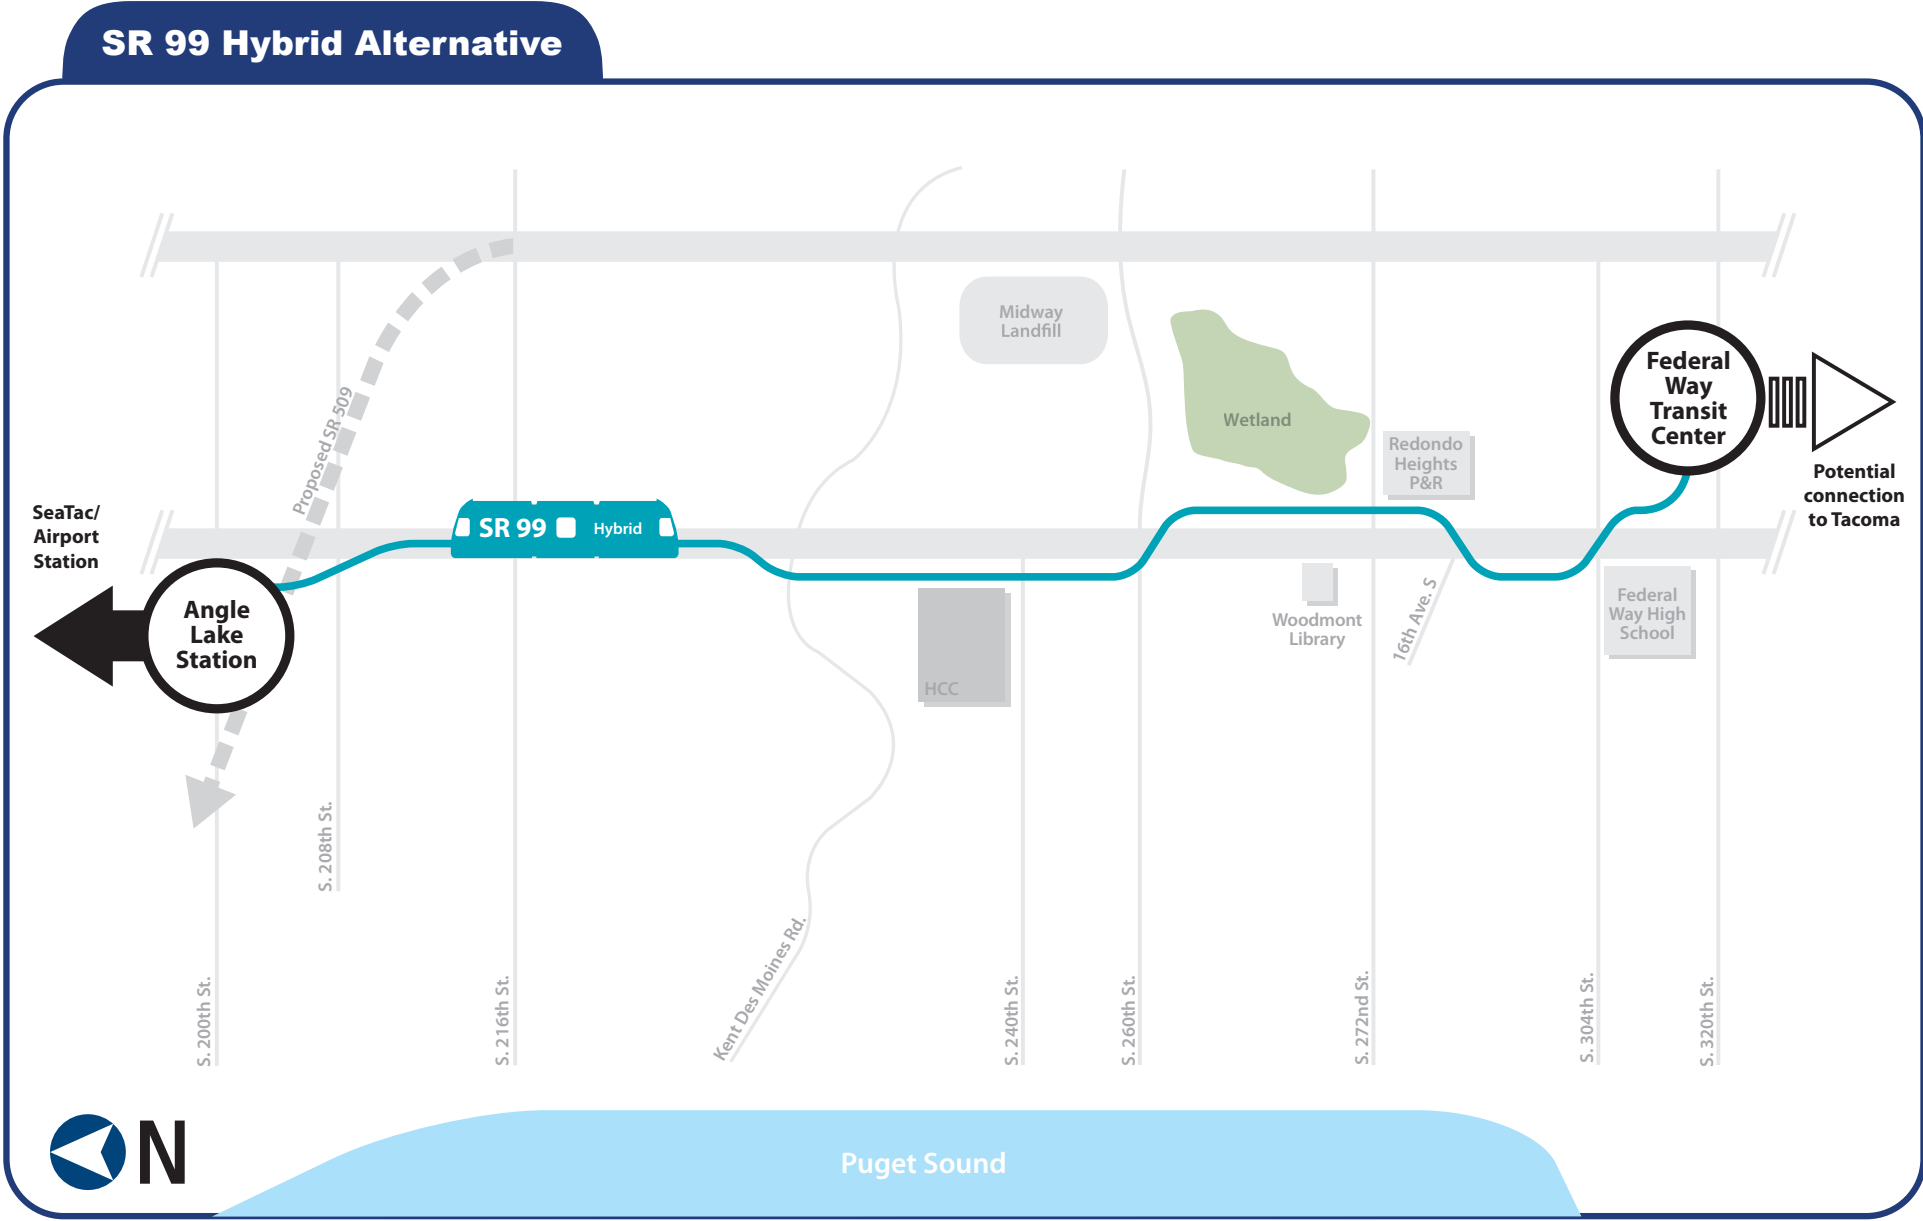 SR 99 Hybrid Alternative
Midway
Landfill
Proposed SR 509
Wetland
Redondo
Heights
P&R
Federal
Way
Transit
Center
Potential
connection
to Tacoma
SeaTac/
Airport
Station
SR 99 Hybrid
Angle
Lake
Station
HCC
Woodmont
Library
16th Ave. S
Federal
Way High
School
S. 208th St.
S. 200th St.
S. 216th St.
Kent Des Moines Rd.
S. 240th St.
S. 260th St.
S. 272nd St.
S. 304th St.
S. 320th St.
N
Puget Sound